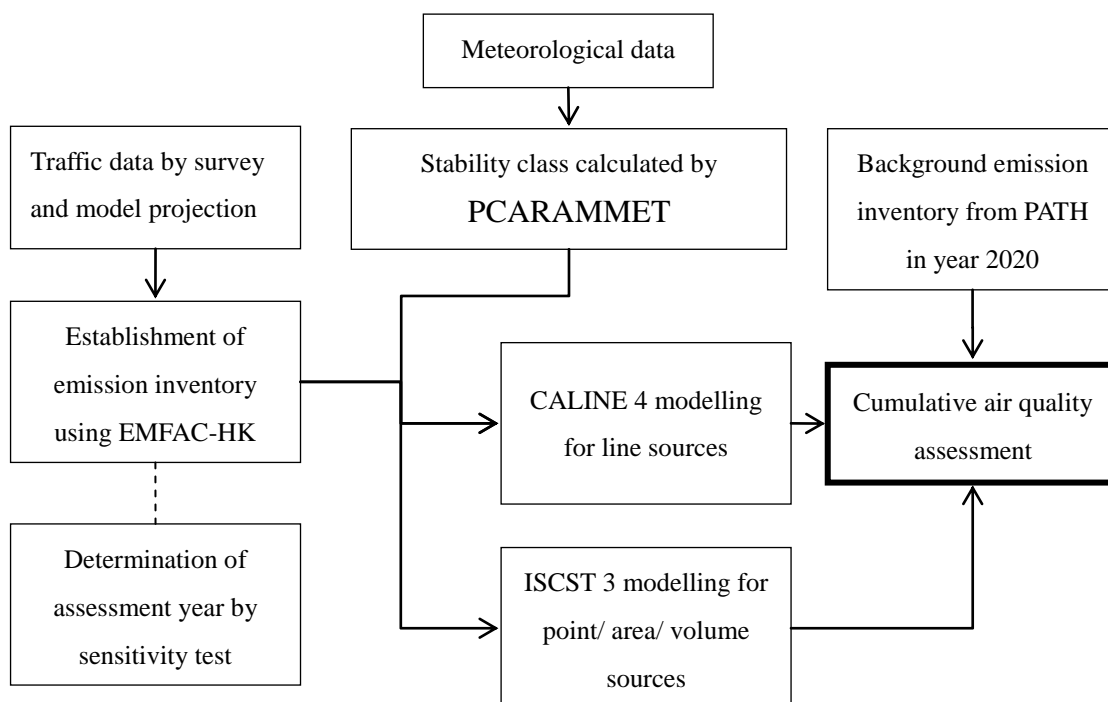 Meteorological data
Traffic data by survey
and model projection
Stability class calculated by
PCARAMMET
Background emission
inventory from PATH
in year 2020
Establishment of
emission inventory
using EMFAC-HK
CALINE 4 modelling
for line sources
Cumulative air quality
assessment
Determination of
assessment year by
sensitivity test
ISCST 3 modelling for
point/ area/ volume
sources